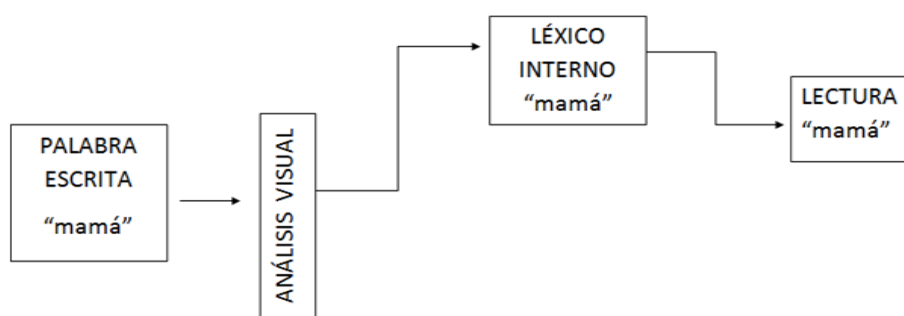 PALABRA
ESCRITA
“mamá”
ANÁLISIS VISUAL
LÉXICO
INTERNO
“mamá”
LECTURA
“mamá”